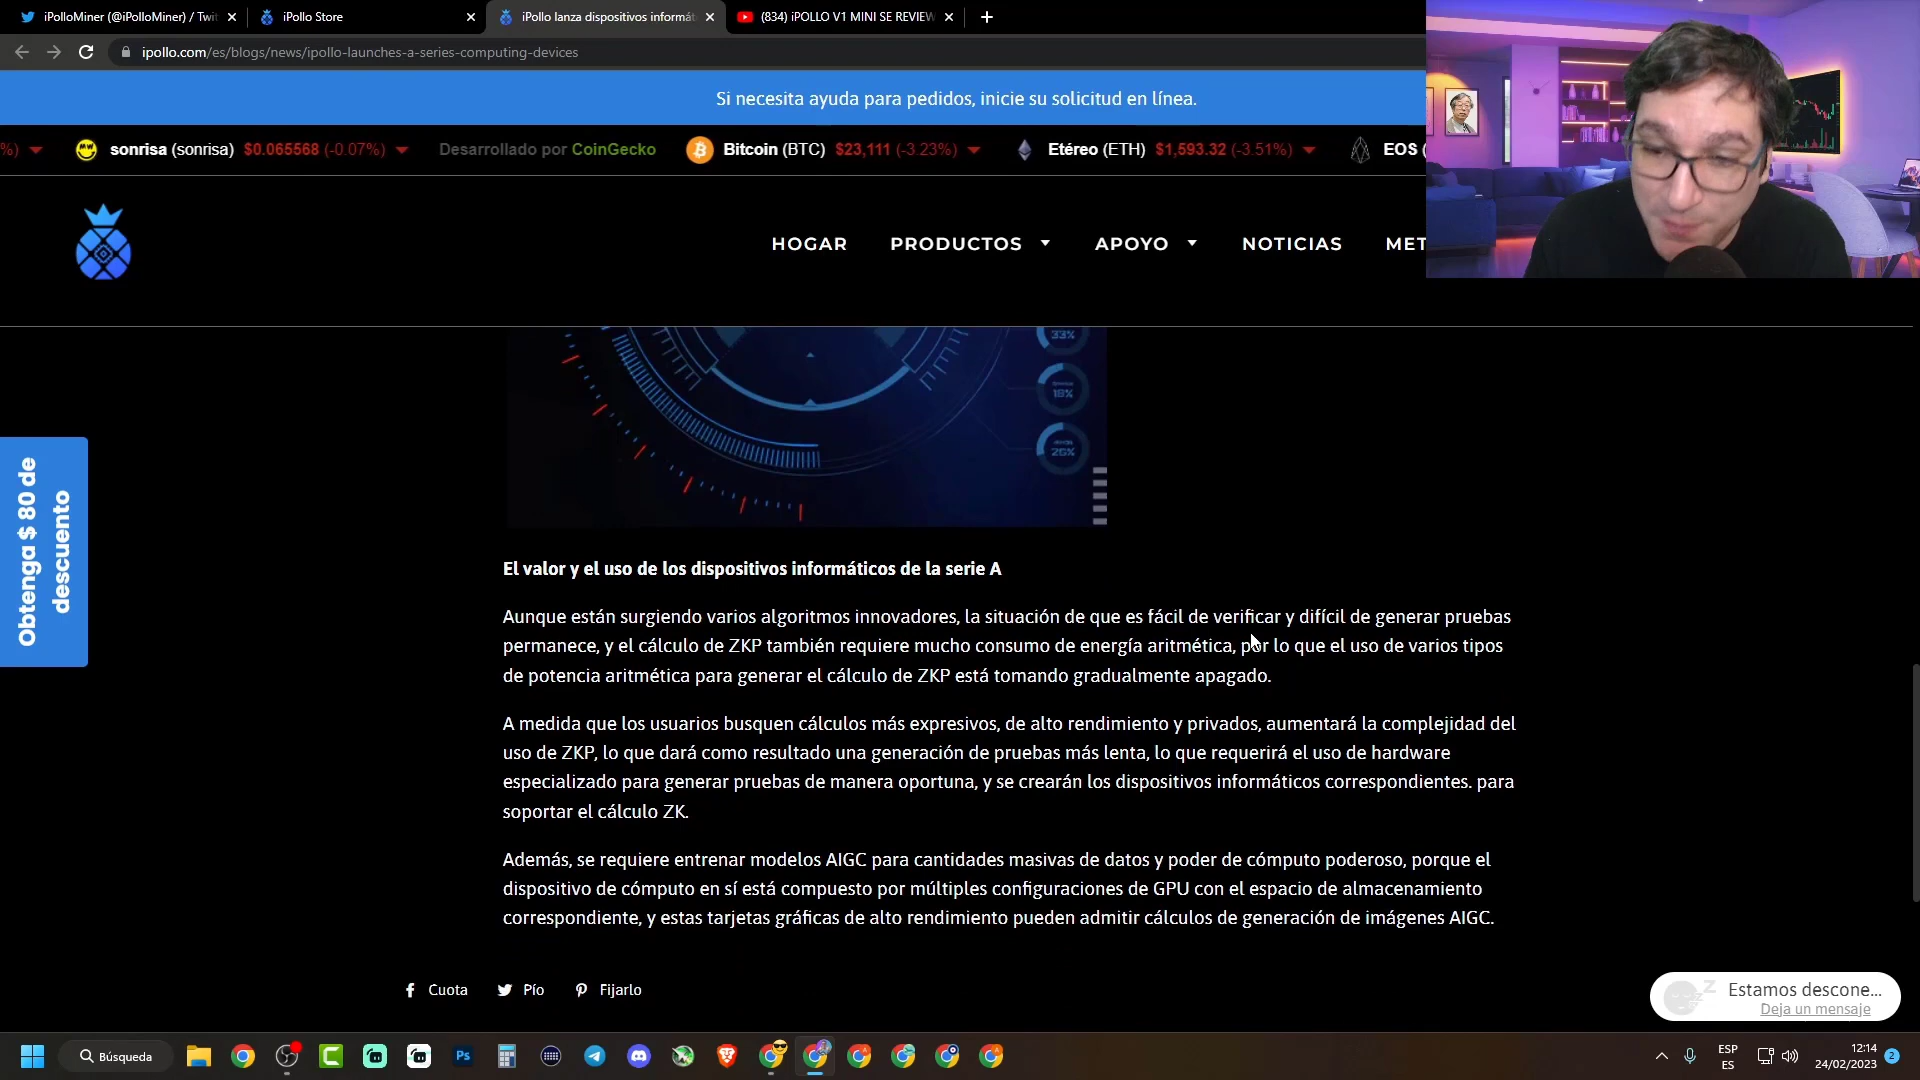 iPolloMiner (@iPolloMiner) / Twit
iPollo Store
iPollo lanza dispositivos informát
(834) iPOLLO V1 MINI SE REVIEW
ipollo.com/es/blogs/news/ipollo-launches-a-series-computing-devices
Si necesita ayuda para pedidos, inicie su solicitud en línea.
%)
sonrisa (sonrisa) $0.065568 (-0.07%)
Desarrollado por CoinGecko
Bitcoin (BTC) $23,111 (-3.23%)
Etéreo (ETH) $1,593.32 (-3.51%)
EOS (
HOGAR
PRODUCTOS
APOYO
NOTICIAS
MET
33%
18%
26%
Obtenga $ 80 de
descuento
El valor y el uso de los dispositivos informáticos de la serie A
Aunque están surgiendo varios algoritmos innovadores, la situación de que es fácil de verificar y difícil de generar pruebas
permanece, y el cálculo de ZKP también requiere mucho consumo de energía aritmética, por lo que el uso de varios tipos
de potencia aritmética para generar el cálculo de ZKP está tomando gradualmente apagado.
A medida que los usuarios busquen cálculos más expresivos, de alto rendimiento y privados, aumentará la complejidad del
uso de ZKP, lo que dará como resultado una generación de pruebas más lenta, lo que requerirá el uso de hardware
especializado para generar pruebas de manera oportuna, y se crearán los dispositivos informáticos correspondientes. para
soportar el cálculo ZK.
Además, se requiere entrenar modelos AIGC para cantidades masivas de datos y poder de cómputo poderoso, porque el
dispositivo de cómputo en sí está compuesto por múltiples configuraciones de GPU con el espacio de almacenamiento
correspondiente, y estas tarjetas gráficas de alto rendimiento pueden admitir cálculos de generación de imágenes AIGC.
Cuota
Pío
Fijarlo
Estamos descone...
Deja un mensaje
Búsqueda
Ps
ESP
ES
12:14
24/02/2023
2